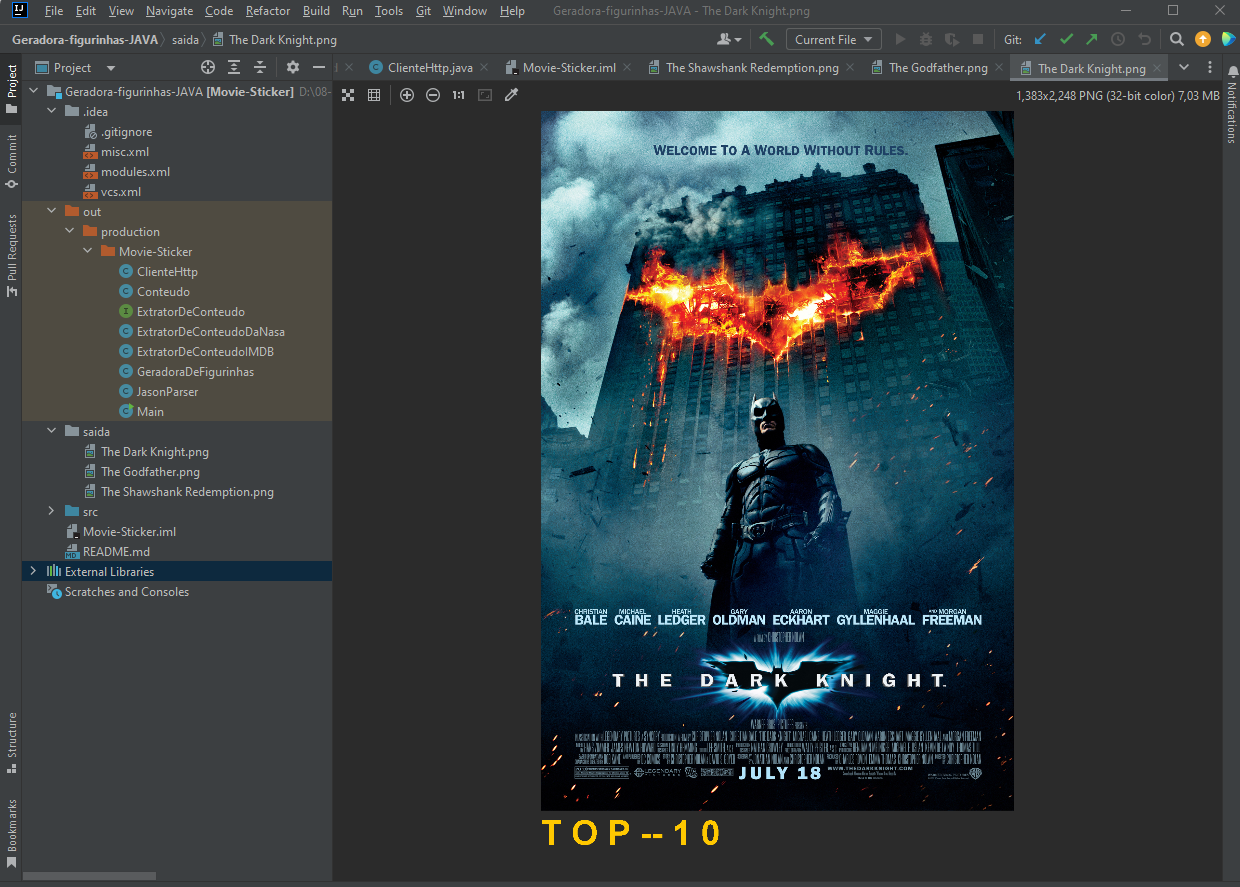 IJ
File Edit View Navigate Code Refactor Build Run Tools Git Window Help Geradora-figurinhas-JAVA - The Dark Knight.png
Geradora-figurinhas-JAVA saida The Dark Knight.png Current File Git:
Project
ClienteHttp.java Movie-Sticker.iml The Shawshank Redemption.png The Godfather.png The Dark Knight.png
1:1 1,383x2,248 PNG (32-bit color) 7,03 MB
Project
Commit
Pull Requests
Structure
Bookmarks
Notifications
Geradora-figurinhas-JAVA [Movie-Sticker] D:\08-
.idea
.gitignore
misc.xml
modules.xml
vcs.xml
out
production
Movie-Sticker
ClienteHttp
Conteudo
ExtratorDeConteudo
ExtratorDeConteudoDaNasa
ExtratorDeConteudoIMDB
GeradoraDeFigurinhas
JasonParser
Main
saida
The Dark Knight.png
The Godfather.png
The Shawshank Redemption.png
src
Movie-Sticker.iml
README.md
External Libraries
Scratches and Consoles
WELCOME TO A WORLD WITHOUT RULES.
CHRISTIAN BALE MICHAEL CAINE HEATH LEDGER GARY OLDMAN AARON ECKHART MAGGIE GYLLENHAAL AND MORGAN FREEMAN
CHRISTOPHER NOLAN
THE DARK KNIGHT
LEGENDARY
JULY 18
WWW.THEDARKKNIGHT.COM
TOP--10